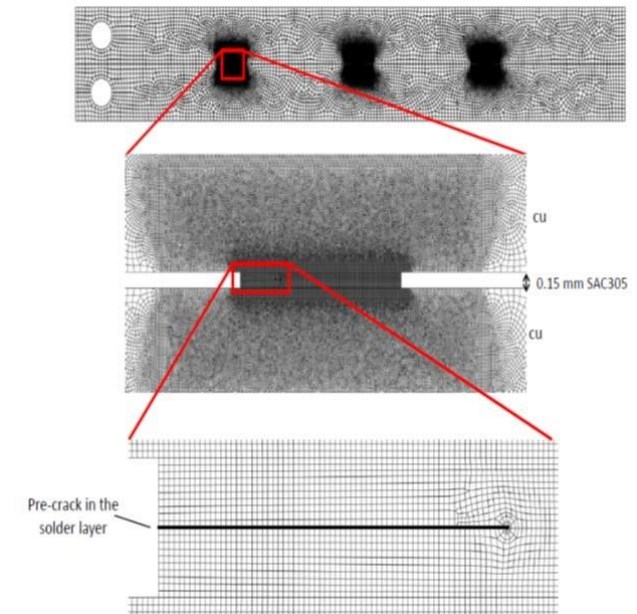 cu
0.15 mm SAC305
cu
Pre-crack in the
solder layer